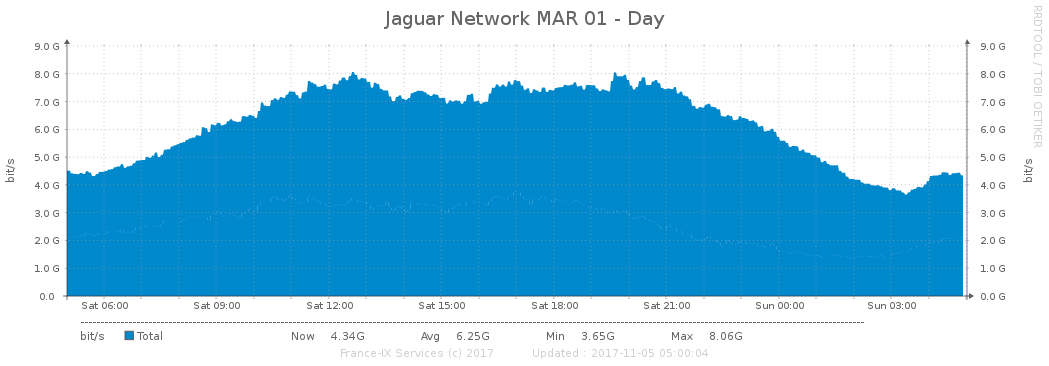 Jaguar Network MAR 01 - Day
RRDTOOL / TOBI OETIKER
9.0 G 9.0 G
8.0 G 8.0 G
7.0 G 7.0 G
6.0 G 6.0 G
5.0 G 5.0 G
4.0 G 4.0 G
3.0 G 3.0 G
2.0 G 2.0 G
1.0 G 1.0 G
0.0 0.0 G
bit/s
bit/s
Sat 06:00 Sat 09:00 Sat 12:00 Sat 15:00 Sat 18:00 Sat 21:00 Sun 00:00 Sun 03:00
bit/s Total Now 4.34G Avg 6.25G Min 3.65G Max 8.06G
France-IX Services (c) 2017 Updated : 2017-11-05 05:00:04